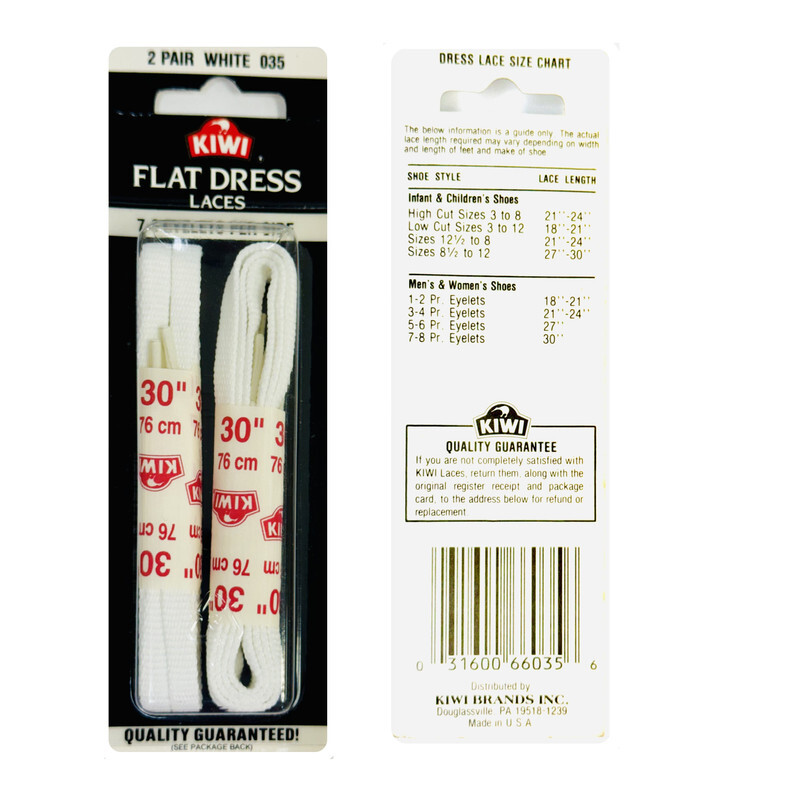 2 PAIR WHITE 035
KIWI
FLAT DRESS
LACES
30"
76 cm
KIWI
76 cm
30"
30"
76 cm
KIWI
KI
76 cm
30"
QUALITY GUARANTEED!
(SEE PACKAGE BACK)
DRESS LACE SIZE CHART
The below information is a guide only. The actual
lace length required may vary depending on width
and length of feet and make of shoe
SHOE STYLE LACE LENGTH
Infant & Children's Shoes
High Cut Sizes 3 to 8 21''-24''
Low Cut Sizes 3 to 12 18''-21''
Sizes 12½ to 8 21''-24''
Sizes 8½ to 12 27''-30''
Men's & Women's Shoes
1-2 Pr. Eyelets 18''-21''
3-4 Pr. Eyelets 21''-24''
5-6 Pr. Eyelets 27''
7-8 Pr. Eyelets 30''
KIWI
QUALITY GUARANTEE
If you are not completely satisfied with
KIWI Laces, return them, along with the
original register receipt and package
card, to the address below for refund or
replacement
0 31600 66035 6
Distributed by
KIWI BRANDS INC.
Douglassville, PA 19518-1239
Made in U.S.A